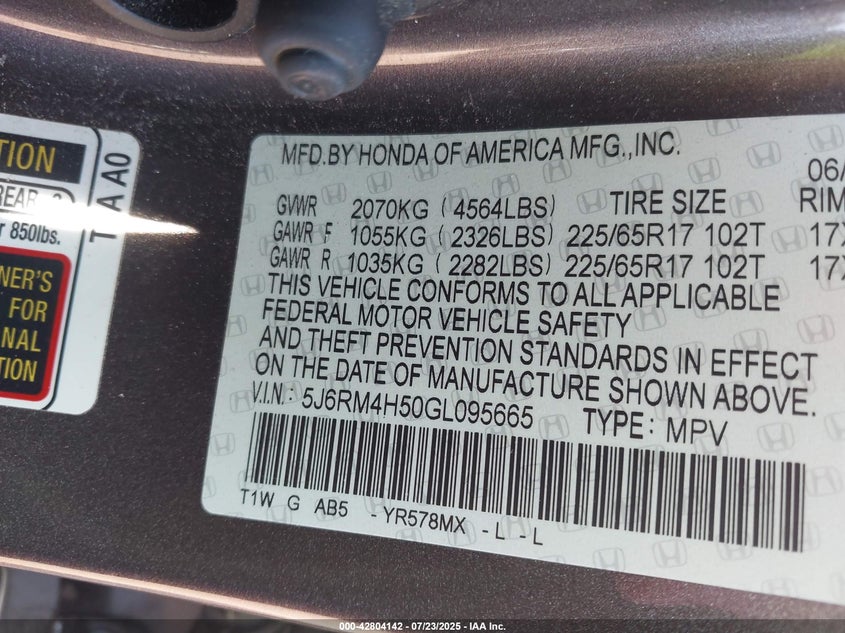 TION
REAR
850lbs.
NER'S
FOR
NAL
TION
A A0
MFD.BY HONDA OF AMERICA MFG.,INC.
06/
GVWR 2070KG (4564LBS) TIRE SIZE RIM
GAWR F 1055KG (2326LBS) 225/65R17 102T 17X
GAWR R 1035KG (2282LBS) 225/65R17 102T 17X
THIS VEHICLE CONFORMS TO ALL APPLICABLE
FEDERAL MOTOR VEHICLE SAFETY
AND THEFT PREVENTION STANDARDS IN EFFECT
ON THE DATE OF MANUFACTURE SHOWN ABOVE.
V.I.N.: 5J6RM4H50GL095665 TYPE: MPV
T1W G AB5 -YR578MX -L -L
000-42804142 - 07/23/2025 - IAA Inc.